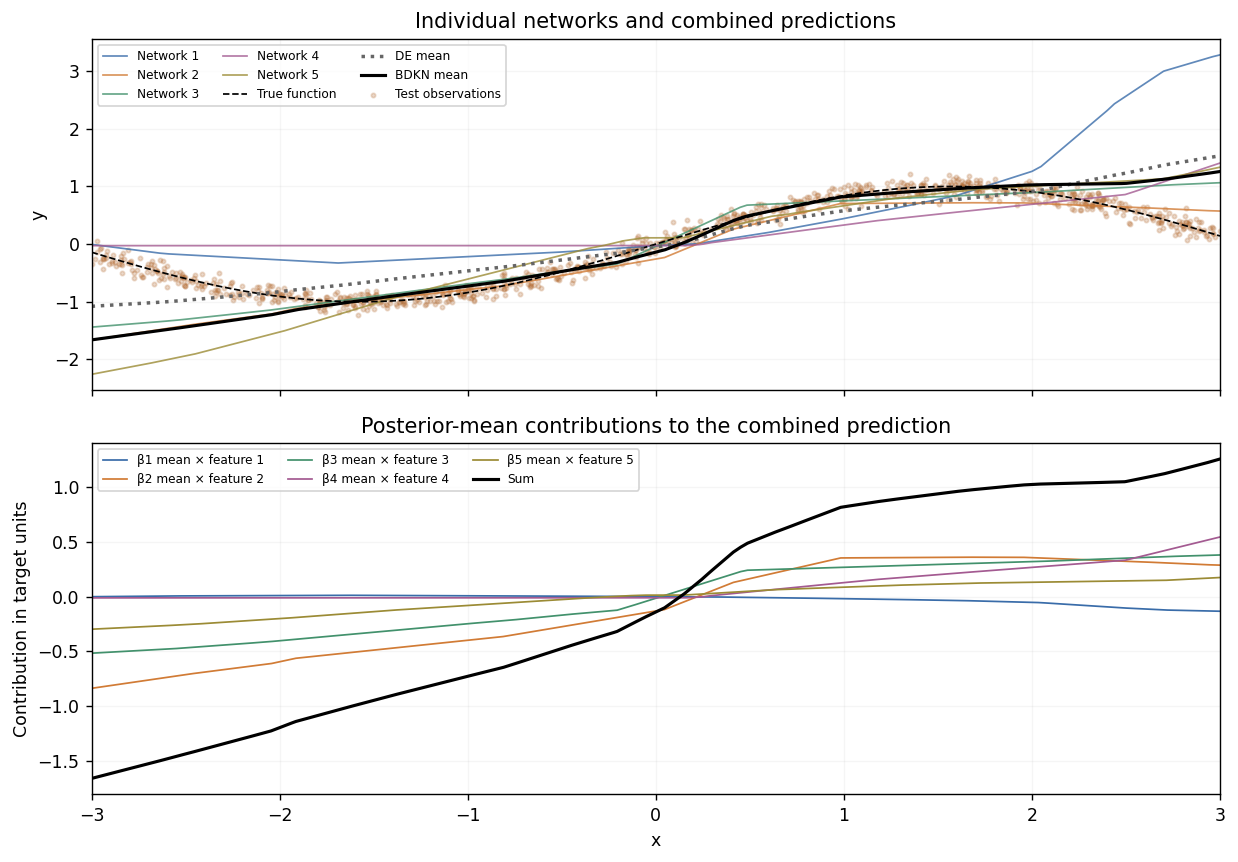 Individual networks and combined predictions
Network 1
Network 2
Network 3
Network 4
Network 5
True function
DE mean
BDKN mean
Test observations
y
3
2
1
0
−1
−2
Posterior-mean contributions to the combined prediction
β1 mean × feature 1
β2 mean × feature 2
β3 mean × feature 3
β4 mean × feature 4
β5 mean × feature 5
Sum
Contribution in target units
1.0
0.5
0.0
−0.5
−1.0
−1.5
−3
−2
−1
0
1
2
3
x